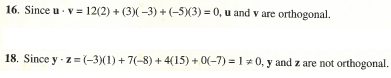 16. Since u · v = 12(2) + (3)( −3) + (−5)(3) = 0, u and v are orthogonal.
18. Since y · z = (−3)(1) + 7(−8) + 4(15) + 0(−7) = 1 ≠ 0, y and z are not orthogonal.